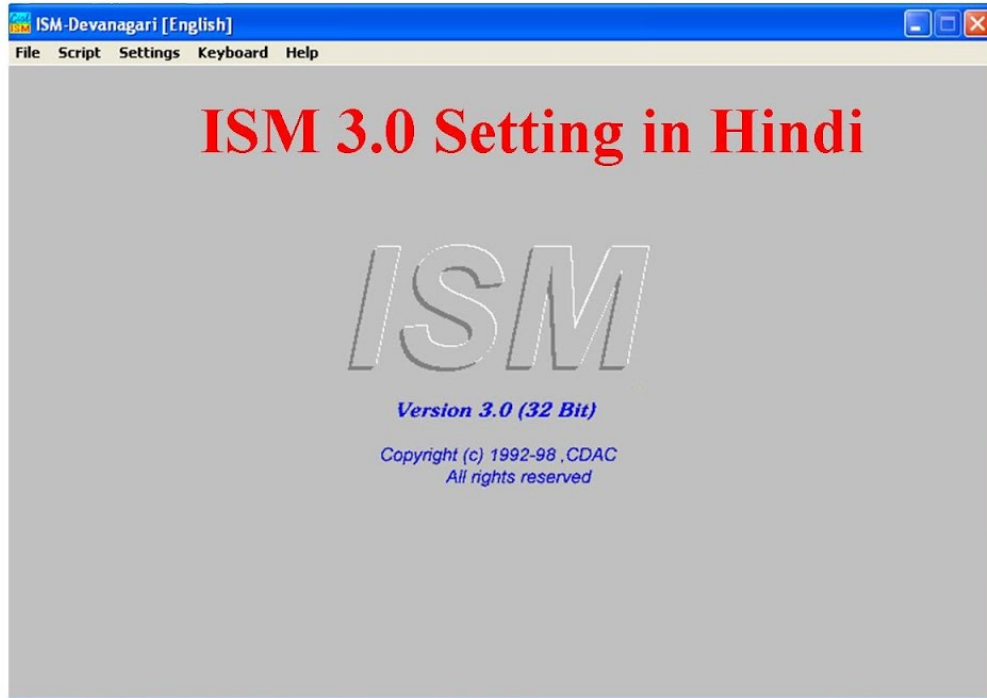 ISM-Devanagari [English]
File Script Settings Keyboard Help
ISM 3.0 Setting in Hindi
ISM
Version 3.0 (32 Bit)
Copyright (c) 1992-98 ,CDAC
All rights reserved